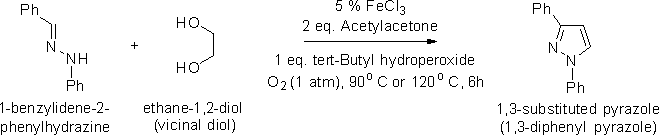 Ph
N
NH
Ph
+
HO
HO
5 % FeCl3
2 eq. Acetylacetone
1 eq. tert-Butyl hydroperoxide
O2 (1 atm), 90⁰ C or 120⁰ C, 6h
Ph
N
N
Ph
1-benzylidene-2-
phenylhydrazine
ethane-1,2-diol
(vicinal diol)
1,3-substituted pyrazole
(1,3-diphenyl pyrazole)